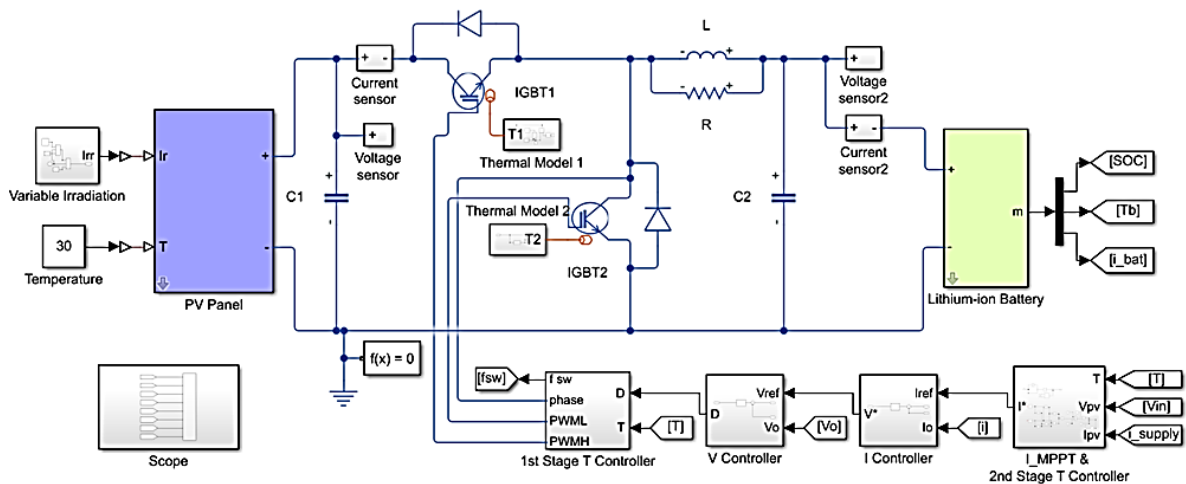 L
+ -
Current
sensor
IGBT1
R
+
Voltage
sensor2
T1
Thermal Model 1
+ -
Current
sensor2
Irr
Variable Irradiation
Ir
+
+
Voltage
sensor
C1
Thermal Model 2
T2
IGBT2
C2
+
m
-
[SOC]
[Tb]
[i_bat]
30
Temperature
T
-
PV Panel
Lithium-ion Battery
f(x) = 0
Scope
[fsw]
f sw
phase
PWML
PWMH
D
T
[T]
1st Stage T Controller
Vref
D
Vo
[Vo]
V Controller
Iref
V*
Io
[i]
I Controller
T
I*
Vpv
Ipv
[T]
[Vin]
i_supply
I_MPPT &
2nd Stage T Controller